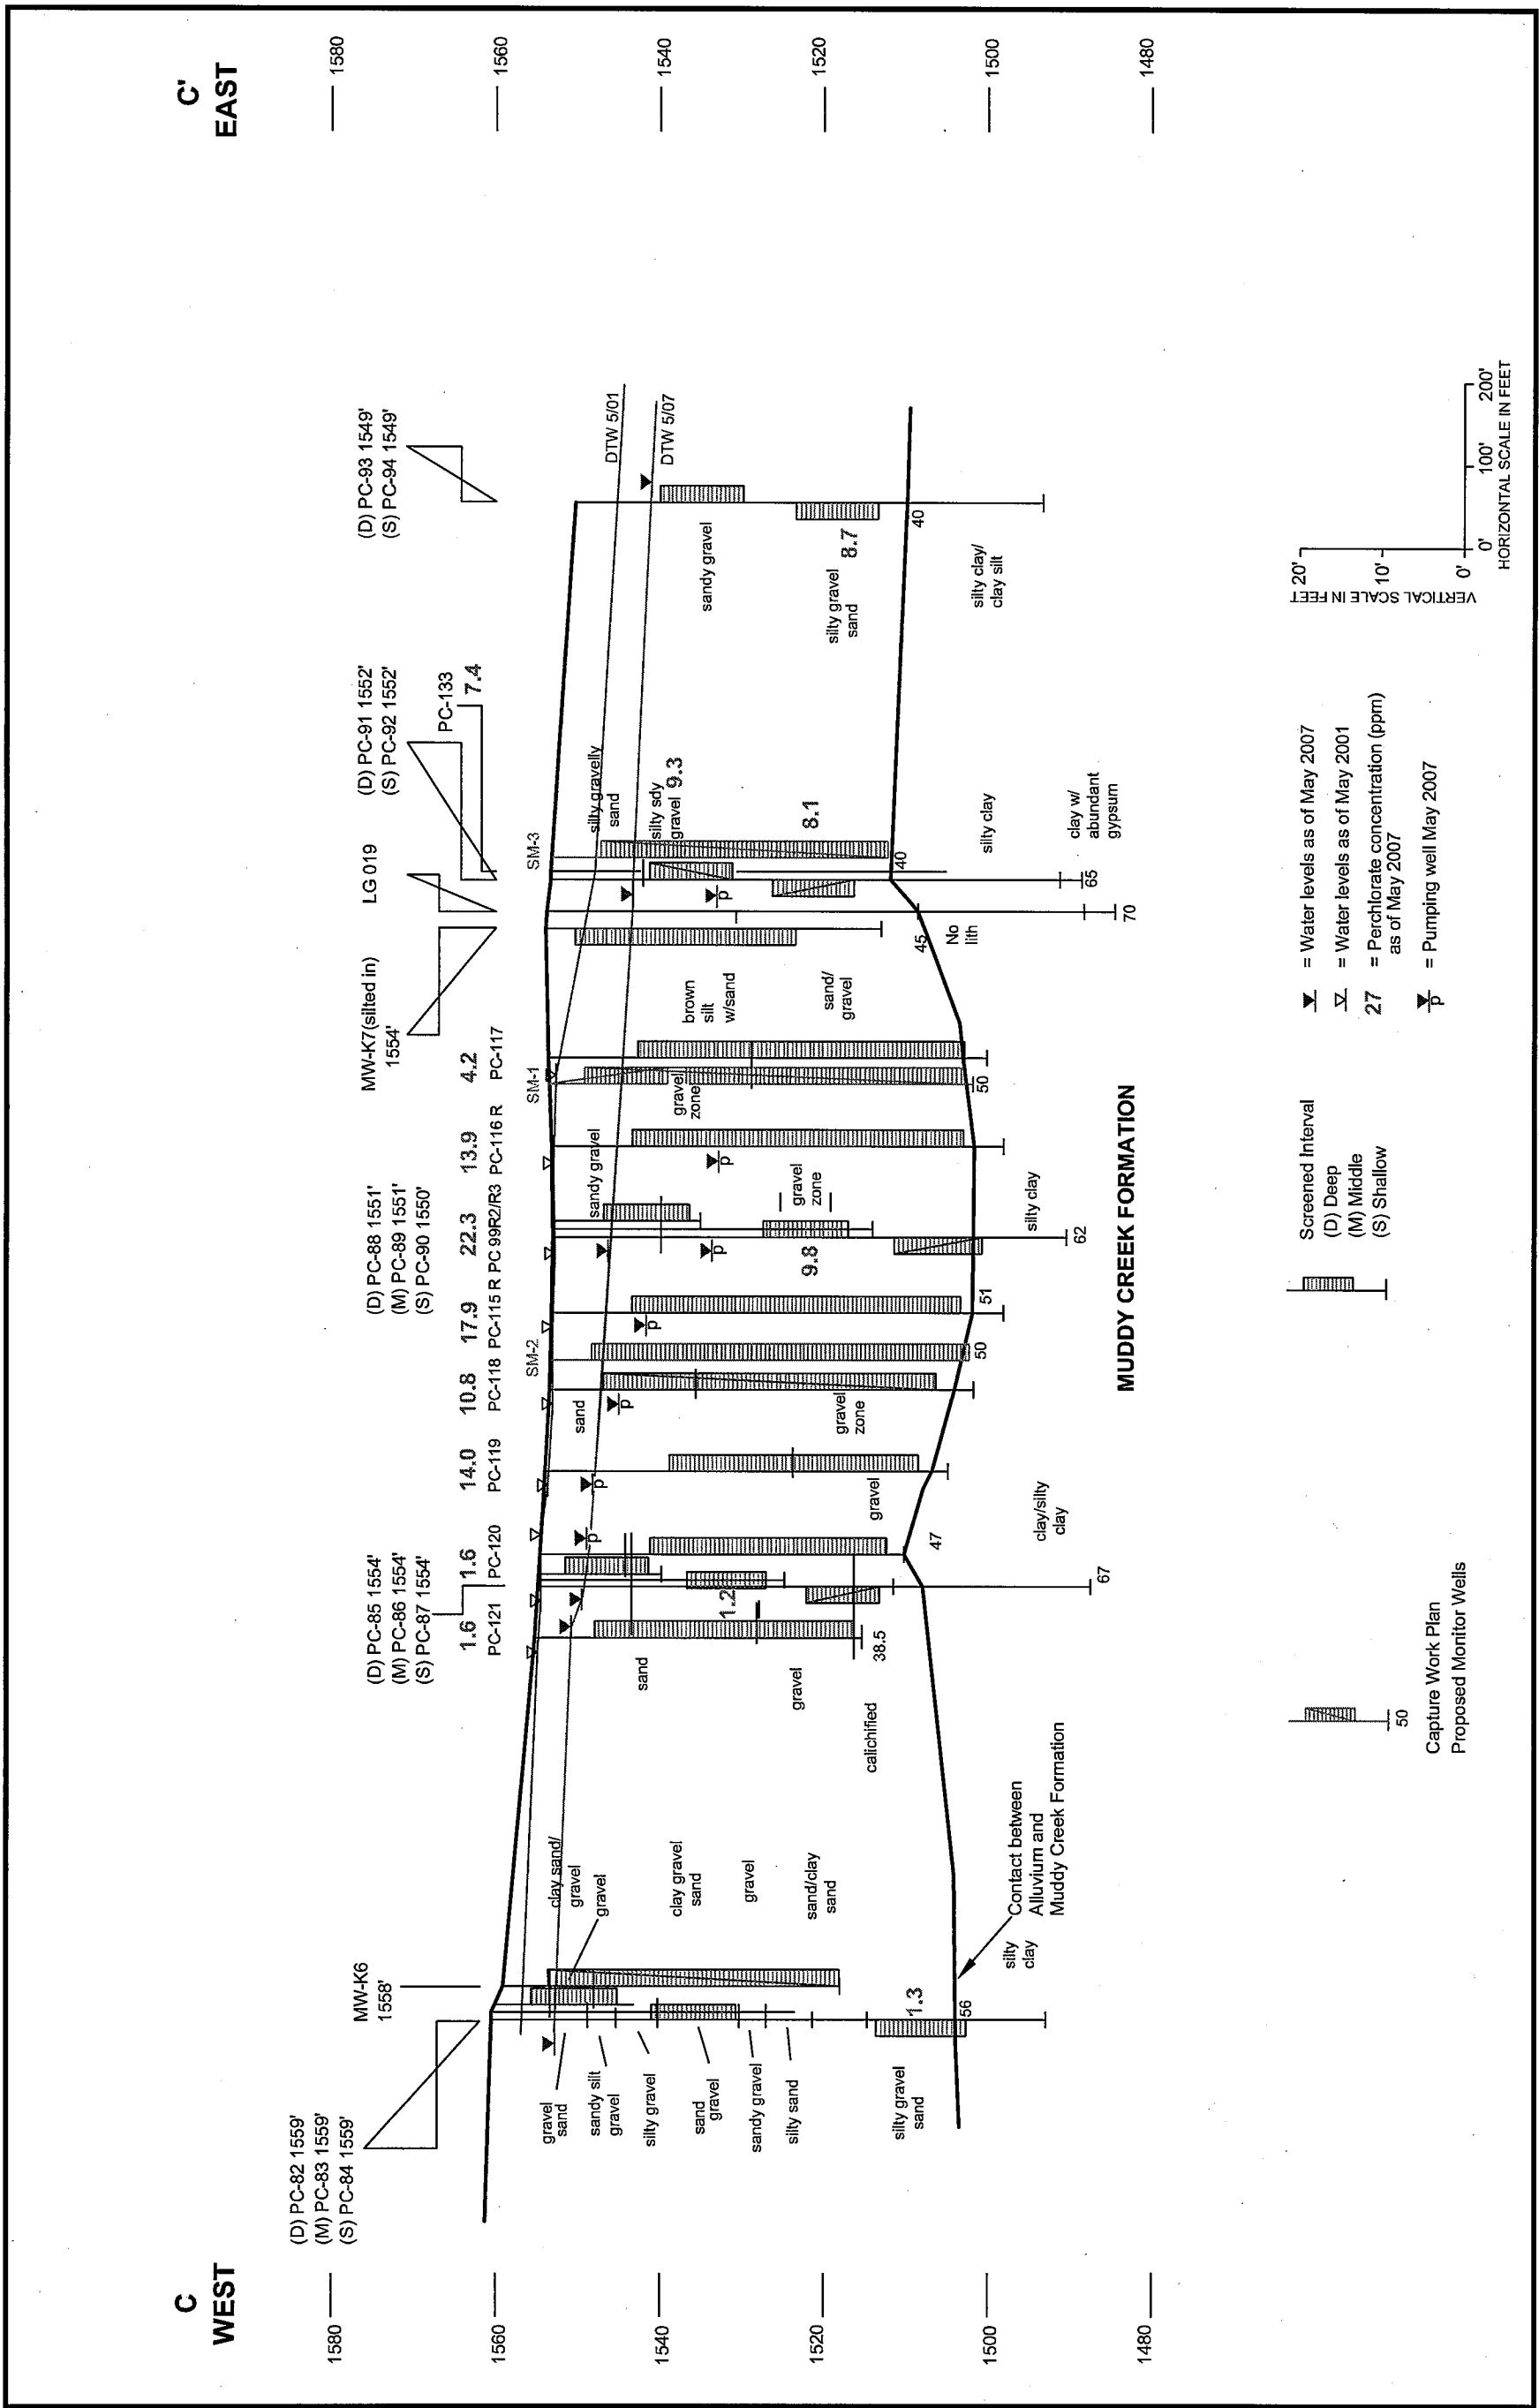 C
WEST
C'
EAST
1580
1560
1540
1520
1500
1480
1580
1560
1540
1520
1500
1480
(D) PC-82 1559'
(M) PC-83 1559'
(S) PC-84 1559'
MW-K6
1558'
(D) PC-85 1554'
(M) PC-86 1554'
(S) PC-87 1554'
1.6
PC-121
1.6
PC-120
14.0
PC-119
10.8
PC-118
17.9
PC-115 R
(D) PC-88 1551'
(M) PC-89 1551'
(S) PC-90 1550'
22.3
PC 99R2/R3
13.9
PC-116 R
4.2
PC-117
MW-K7(silted in)
1554'
LG 019
(D) PC-91 1552'
(S) PC-92 1552'
PC-133
7.4
(D) PC-93 1549'
(S) PC-94 1549'
SM-2
SM-1
SM-3
DTW 5/01
DTW 5/07
gravel
sand
sandy silt
gravel
silty gravel
sand
gravel
sandy gravel
silty sand
silty gravel
sand
1.3
56
clay sand/
gravel
gravel
clay gravel
sand
gravel
sand/clay
sand
silty
clay
Contact between
Alluvium and
Muddy Creek Formation
sand
gravel
calichified
38.5
1.2
67
p
47
clay/silty
clay
gravel
p
sand
gravel
zone
p
50
p
51
9.8
p
62
silty clay
sandy gravel
gravel
zone
p
gravel
zone
50
brown
silt
w/sand
sand/
gravel
45
No
lith
70
p
65
40
silty gravelly
sand
silty sdy
gravel
9.3
8.1
silty clay
clay w/
abundant
gypsum
sandy gravel
silty gravel
sand
8.7
40
silty clay/
clay silt
MUDDY CREEK FORMATION
50
Capture Work Plan
Proposed Monitor Wells
Screened Interval
(D) Deep
(M) Middle
(S) Shallow
= Water levels as of May 2007
= Water levels as of May 2001
27 = Perchlorate concentration (ppm)
as of May 2007
p = Pumping well May 2007
VERTICAL SCALE IN FEET
20'
10'
0'
0'
100'
200'
HORIZONTAL SCALE IN FEET